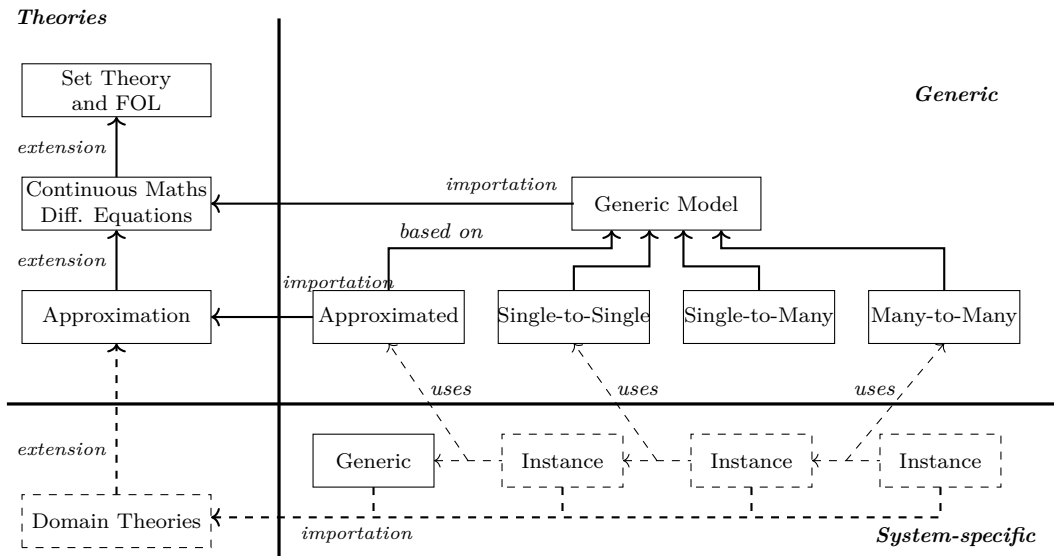 Theories
Set Theory
and FOL
Generic
extension
Continuous Maths
Diff. Equations
importation
Generic Model
based on
extension
importation
Approximation
Approximated
Single-to-Single
Single-to-Many
Many-to-Many
uses
uses
uses
extension
Generic
Instance
Instance
Instance
Domain Theories
importation
System-specific